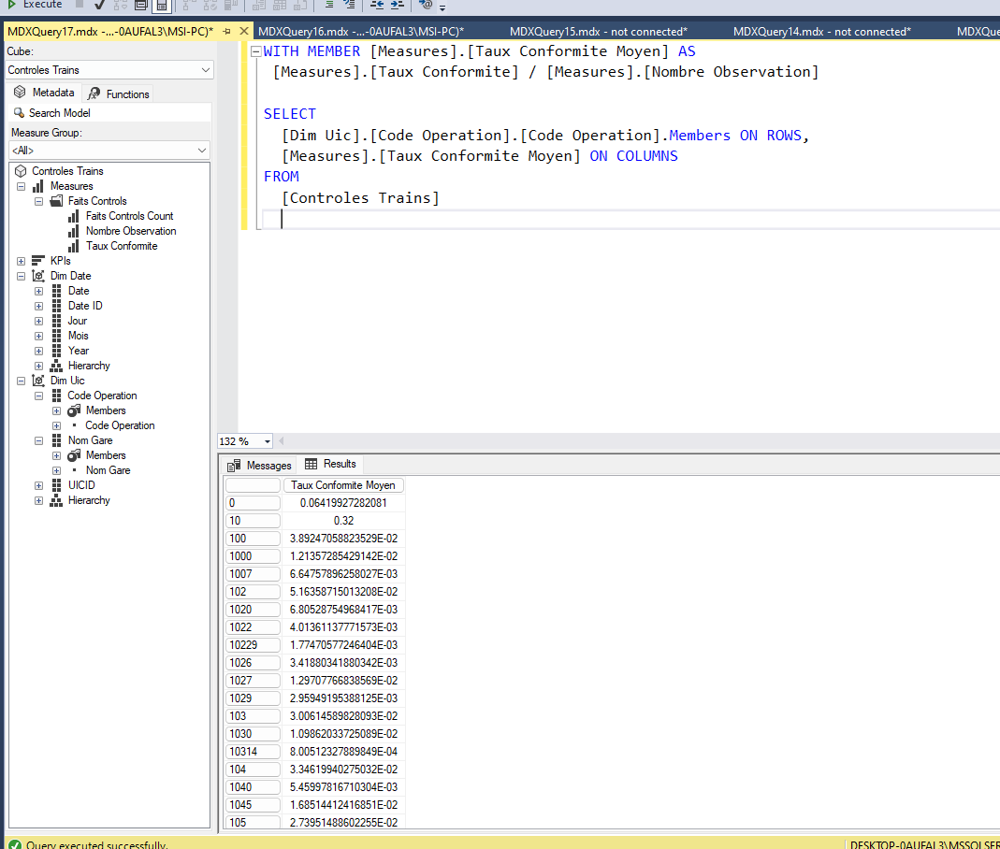 Execute
MDXQuery17.mdx -...-0AUFAL3\MSI-PC)*
MDXQuery16.mdx -...-0AUFAL3\MSI-PC)*
MDXQuery15.mdx - not connected*
MDXQuery14.mdx - not connected*
MDXQue
Cube:
Controles Trains
Metadata
Functions
Search Model
Measure Group:
<All>
Controles Trains
Measures
Faits Controls
Faits Controls Count
Nombre Observation
Taux Conformite
KPIs
Dim Date
Date
Date ID
Jour
Mois
Year
Hierarchy
Dim Uic
Code Operation
Members
Code Operation
Nom Gare
Members
Nom Gare
UICID
Hierarchy
WITH MEMBER [Measures].[Taux Conformite Moyen] AS
[Measures].[Taux Conformite] / [Measures].[Nombre Observation]
SELECT
[Dim Uic].[Code Operation].[Code Operation].Members ON ROWS,
[Measures].[Taux Conformite Moyen] ON COLUMNS
FROM
[Controles Trains]
132 %
Messages
Results
Taux Conformite Moyen
0 0.06419927282081
10 0.32
100 3.89247058823529E-02
1000 1.21357285429142E-02
1007 6.64757896258027E-03
102 5.16358715013208E-02
1020 6.80528754968417E-03
1022 4.01361137771573E-03
10229 1.77470577246404E-03
1026 3.41880341880342E-03
1027 1.29707766838569E-02
1029 2.95949195388125E-03
103 3.00614589828093E-02
1030 1.09862033725089E-02
10314 8.00512327889849E-04
104 3.34619940275032E-02
1040 5.45997816710304E-03
1045 1.68514412416851E-02
105 2.73951488602255E-02
Query executed successfully.
DESKTOP-0AUFAL3\MSSQLSER